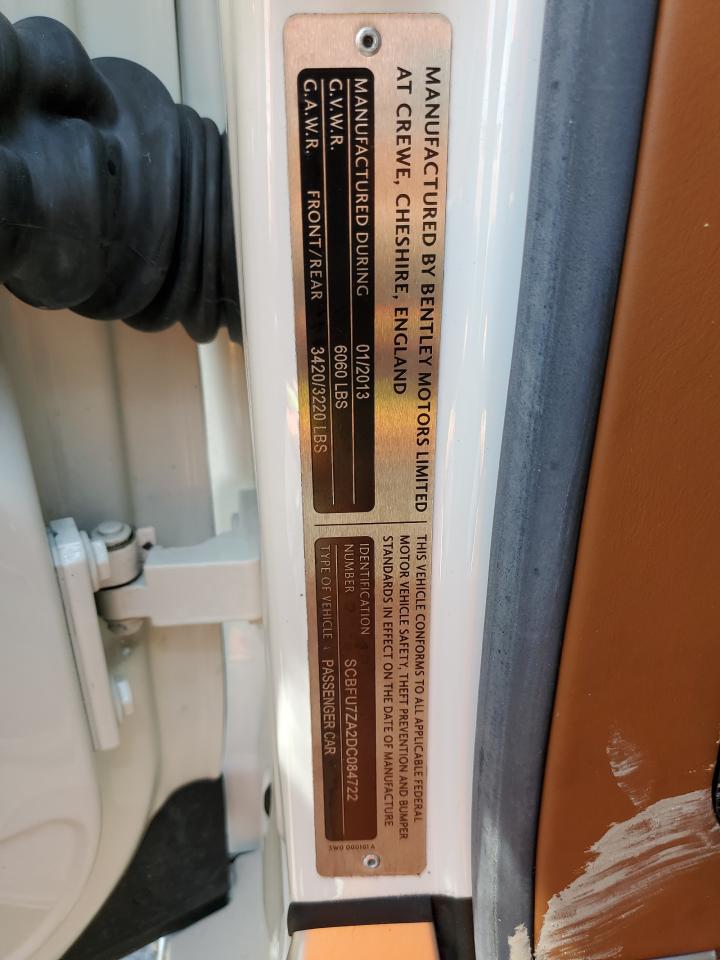 MANUFACTURED BY BENTLEY MOTORS LIMITED
AT CREWE, CHESHIRE, ENGLAND
MANUFACTURED DURING 01/2013
G.V.W.R. 6060 LBS
G.A.W.R. FRONT/REAR 3420/3220 LBS
THIS VEHICLE CONFORMS TO ALL APPLICABLE FEDERAL
MOTOR VEHICLE SAFETY, THEFT PREVENTION AND BUMPER
STANDARDS IN EFFECT ON THE DATE OF MANUFACTURE
IDENTIFICATION
NUMBER SCBFU7ZA2DC084722
TYPE OF VEHICLE PASSENGER CAR
3W0 000101 A